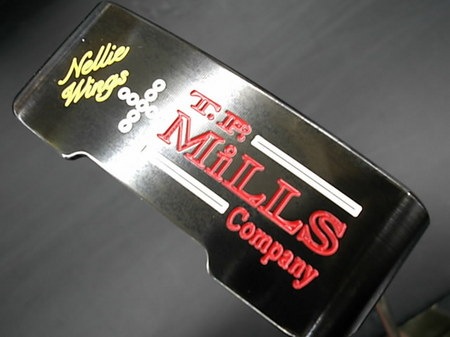 Nellie
Wings
T.P.
MiLLS
Company